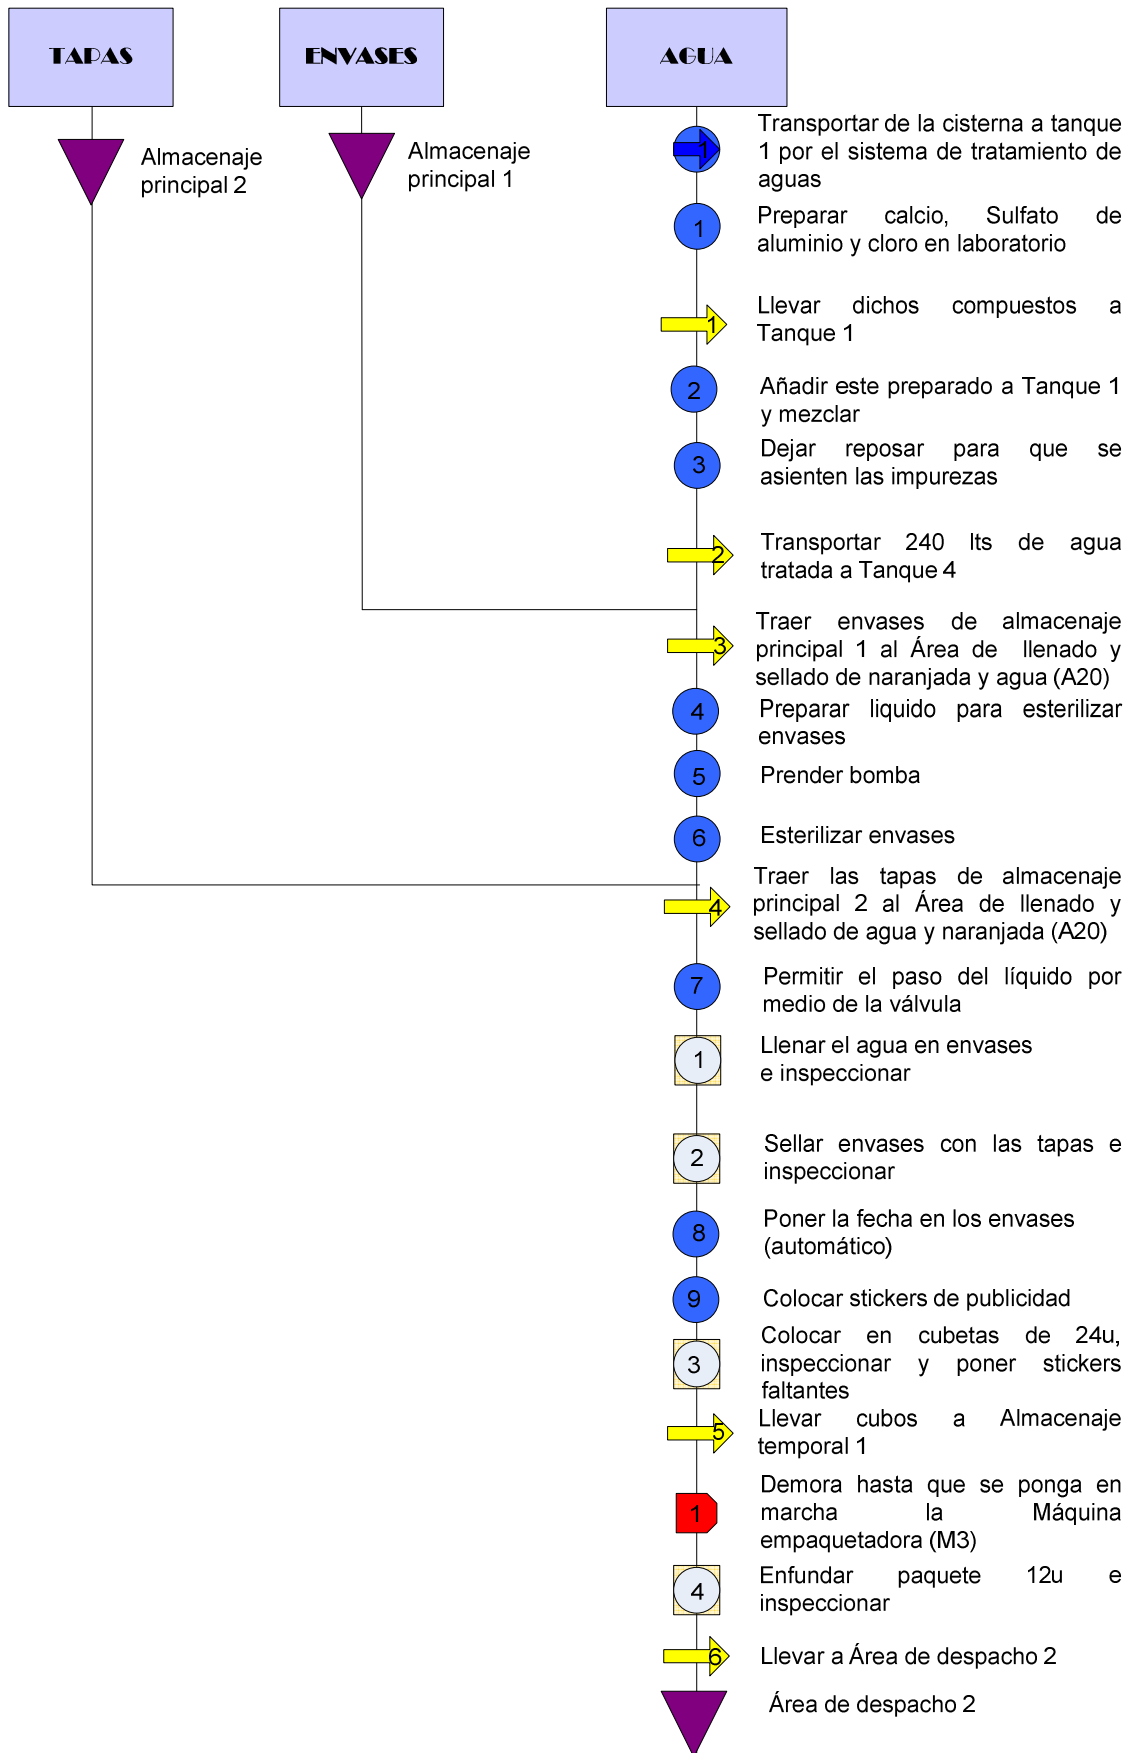 TAPAS
ENVASES
AGUA
Almacenaje
principal 2
Almacenaje
principal 1
1
Transportar de la cisterna a tanque
1 por el sistema de tratamiento de
aguas
1
Preparar calcio, Sulfato de
aluminio y cloro en laboratorio
1
Llevar dichos compuestos a
Tanque 1
2
Añadir este preparado a Tanque 1
y mezclar
3
Dejar reposar para que se
asienten las impurezas
2
Transportar 240 lts de agua
tratada a Tanque 4
3
Traer envases de almacenaje
principal 1 al Área de llenado y
sellado de naranjada y agua (A20)
4
Preparar liquido para esterilizar
envases
5
Prender bomba
6
Esterilizar envases
4
Traer las tapas de almacenaje
principal 2 al Área de llenado y
sellado de agua y naranjada (A20)
7
Permitir el paso del líquido por
medio de la válvula
1
Llenar el agua en envases
e inspeccionar
2
Sellar envases con las tapas e
inspeccionar
8
Poner la fecha en los envases
(automático)
9
Colocar stickers de publicidad
3
Colocar en cubetas de 24u,
inspeccionar y poner stickers
faltantes
5
Llevar cubos a Almacenaje
temporal 1
1
Demora hasta que se ponga en
marcha la Máquina
empaquetadora (M3)
4
Enfundar paquete 12u e
inspeccionar
6
Llevar a Área de despacho 2
Área de despacho 2